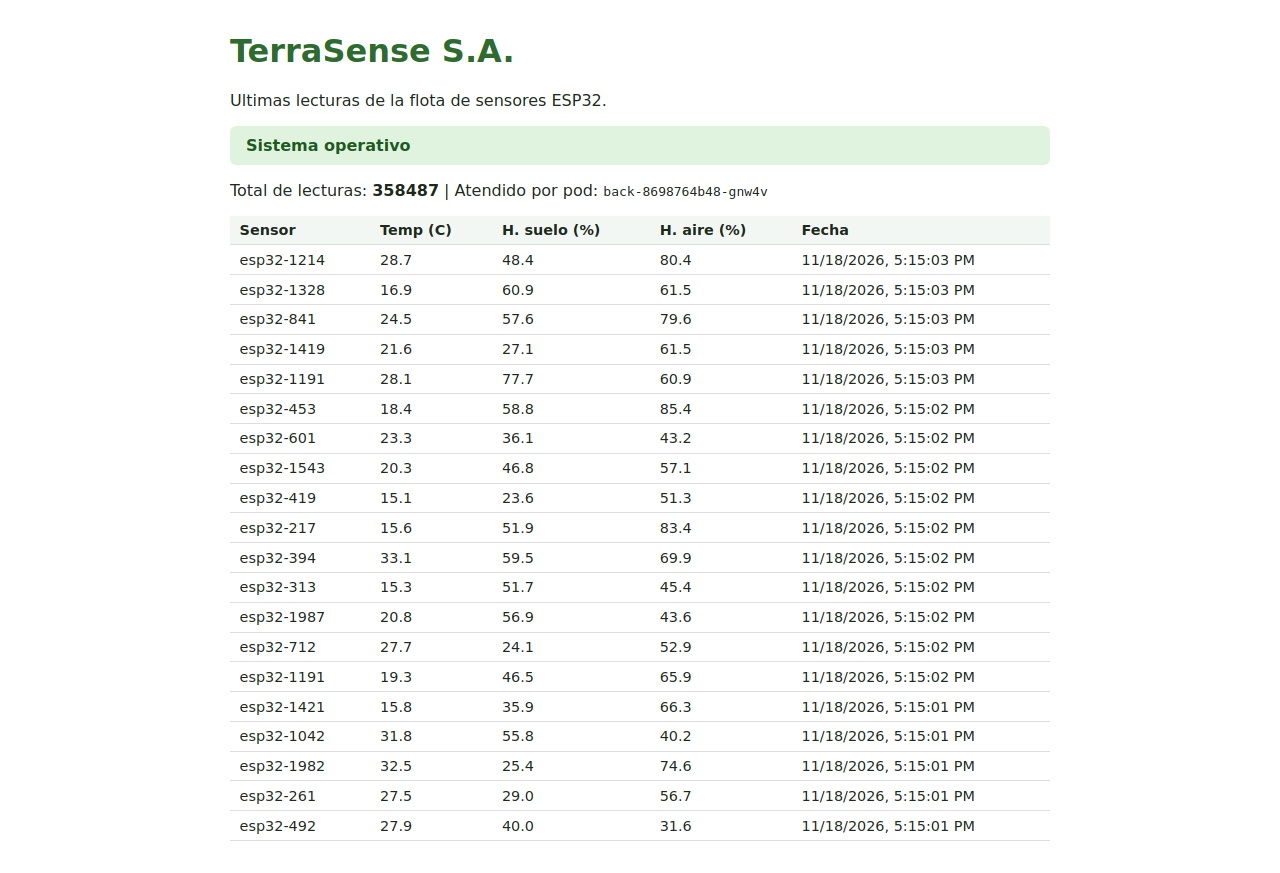 TerraSense S.A.
Ultimas lecturas de la flota de sensores ESP32.
Sistema operativo
Total de lecturas: 358487 | Atendido por pod: back-8698764b48-gnw4v
Sensor Temp (C) H. suelo (%) H. aire (%) Fecha
esp32-1214 28.7 48.4 80.4 11/18/2026, 5:15:03 PM
esp32-1328 16.9 60.9 61.5 11/18/2026, 5:15:03 PM
esp32-841 24.5 57.6 79.6 11/18/2026, 5:15:03 PM
esp32-1419 21.6 27.1 61.5 11/18/2026, 5:15:03 PM
esp32-1191 28.1 77.7 60.9 11/18/2026, 5:15:03 PM
esp32-453 18.4 58.8 85.4 11/18/2026, 5:15:02 PM
esp32-601 23.3 36.1 43.2 11/18/2026, 5:15:02 PM
esp32-1543 20.3 46.8 57.1 11/18/2026, 5:15:02 PM
esp32-419 15.1 23.6 51.3 11/18/2026, 5:15:02 PM
esp32-217 15.6 51.9 83.4 11/18/2026, 5:15:02 PM
esp32-394 33.1 59.5 69.9 11/18/2026, 5:15:02 PM
esp32-313 15.3 51.7 45.4 11/18/2026, 5:15:02 PM
esp32-1987 20.8 56.9 43.6 11/18/2026, 5:15:02 PM
esp32-712 27.7 24.1 52.9 11/18/2026, 5:15:02 PM
esp32-1191 19.3 46.5 65.9 11/18/2026, 5:15:02 PM
esp32-1421 15.8 35.9 66.3 11/18/2026, 5:15:01 PM
esp32-1042 31.8 55.8 40.2 11/18/2026, 5:15:01 PM
esp32-1982 32.5 25.4 74.6 11/18/2026, 5:15:01 PM
esp32-261 27.5 29.0 56.7 11/18/2026, 5:15:01 PM
esp32-492 27.9 40.0 31.6 11/18/2026, 5:15:01 PM